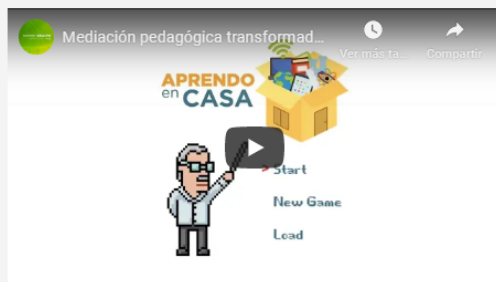 Mediación pedagógica transformad...
Ver más ta...
Compartir
APRENDO
en CASA
> Start
New Game
Load